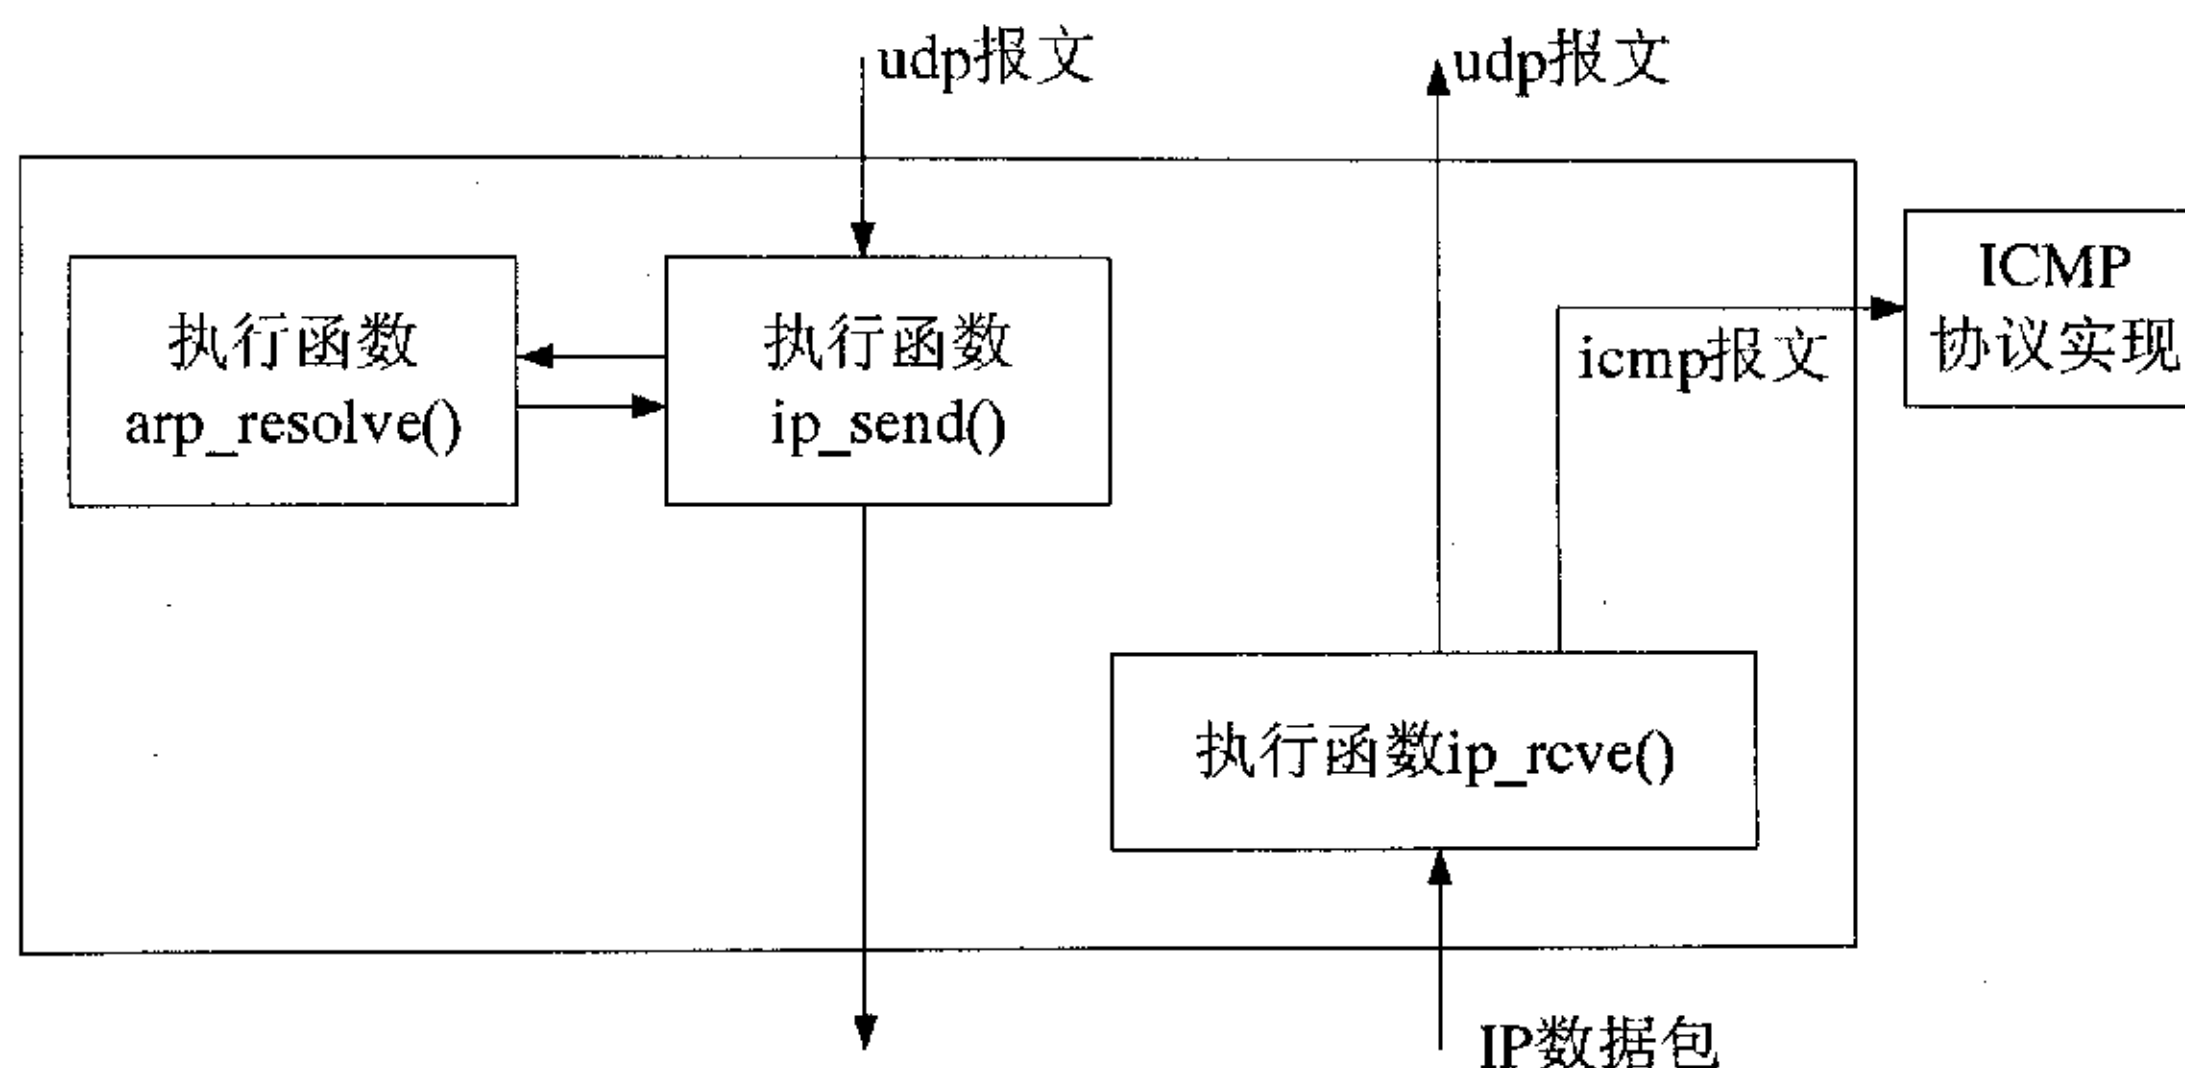 udp报文
udp报文
执行函数
arp_resolve()
执行函数
ip_send()
ICMP
协议实现
icmp报文
执行函数ip_rcve()
IP数据包